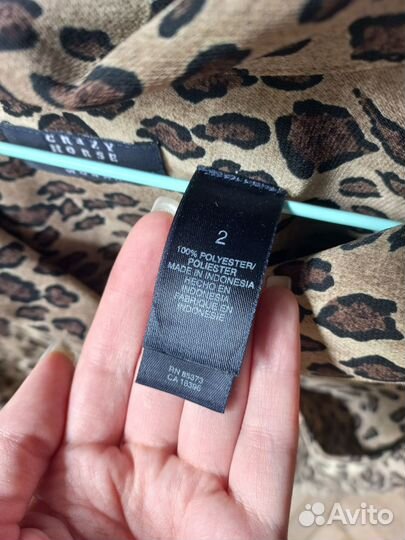 CRAZY
HORSE
2
100% POLYESTER/
POLIESTER
MADE IN INDONESIA
HECHO EN
INDONESIA
FABRIQUE EN
INDONESIE
RN 85373
CA 18396
Avito